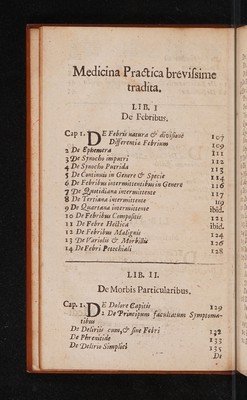 Medicina Practica brevissime
tradita.
LIB. I
De Febribus.
Cap 1. DE Febris natura & divisione 107
Differentia Febrium 109
2 De Ephemera 111
3 De Synocho imputri 112
4 De Synocho Putrida 113
5 De Continuis in Genere & Specie 114
6 De Febribus intermittentibus in Genere 116
7 De Quotidiana intermittente 117
8 De Tertiana intermittente 119
9 De Quartana intermittente ibid.
10 De Febribus Compositis 121
11 De Febre Hectica ibid.
12 De Febribus Malignis 124
13 De Variolis & Morbillis 126
14 De Febri Petechiali 128
LIB. II.
De Morbis Particularibus.
Cap. 1. DE Dolore Capitis 129
2 De Principum facultatum Symptoma-
tibus
De Deliriis cum, & sine Febri 132
De Phrenitide 133
De Delirio Simplici 135
De